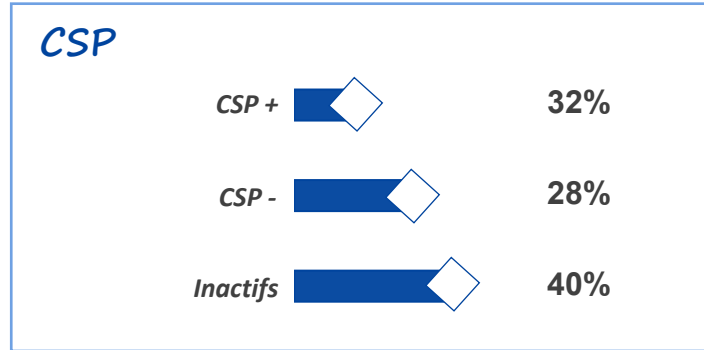 CSP
CSP + 32%
CSP - 28%
Inactifs 40%